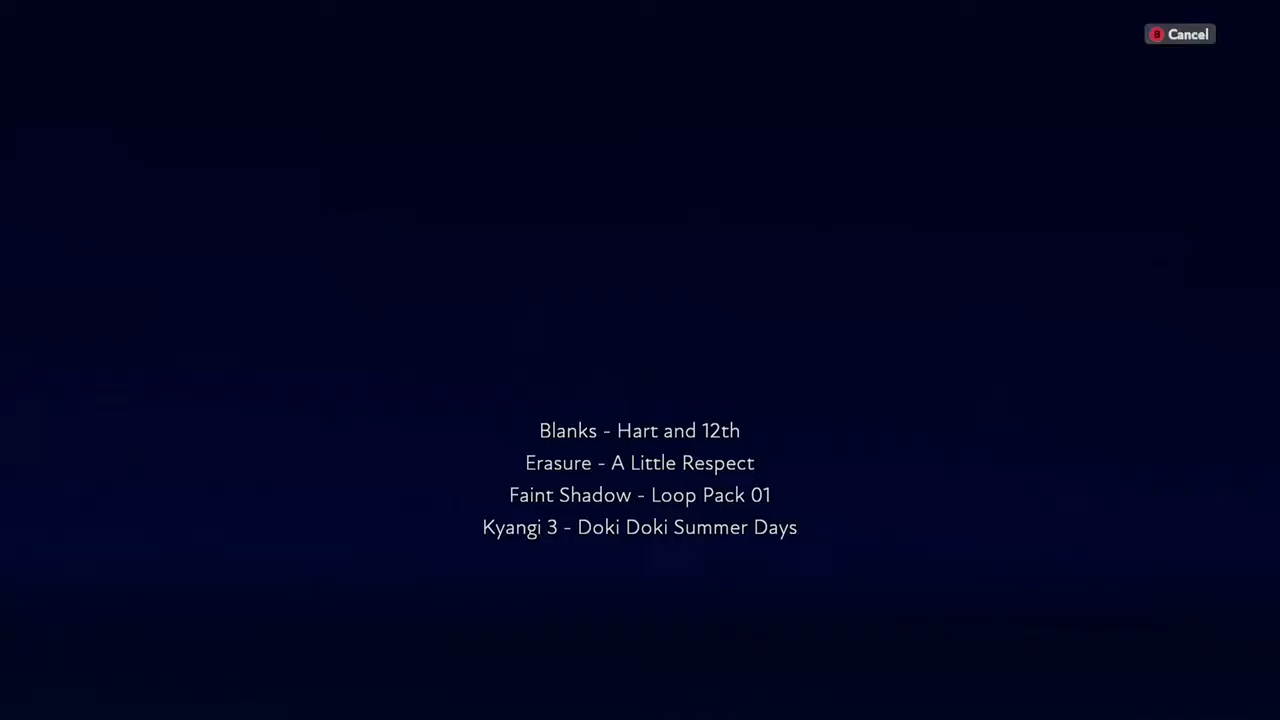 B Cancel
Blanks - Hart and 12th
Erasure - A Little Respect
Faint Shadow - Loop Pack 01
Kyangi 3 - Doki Doki Summer Days